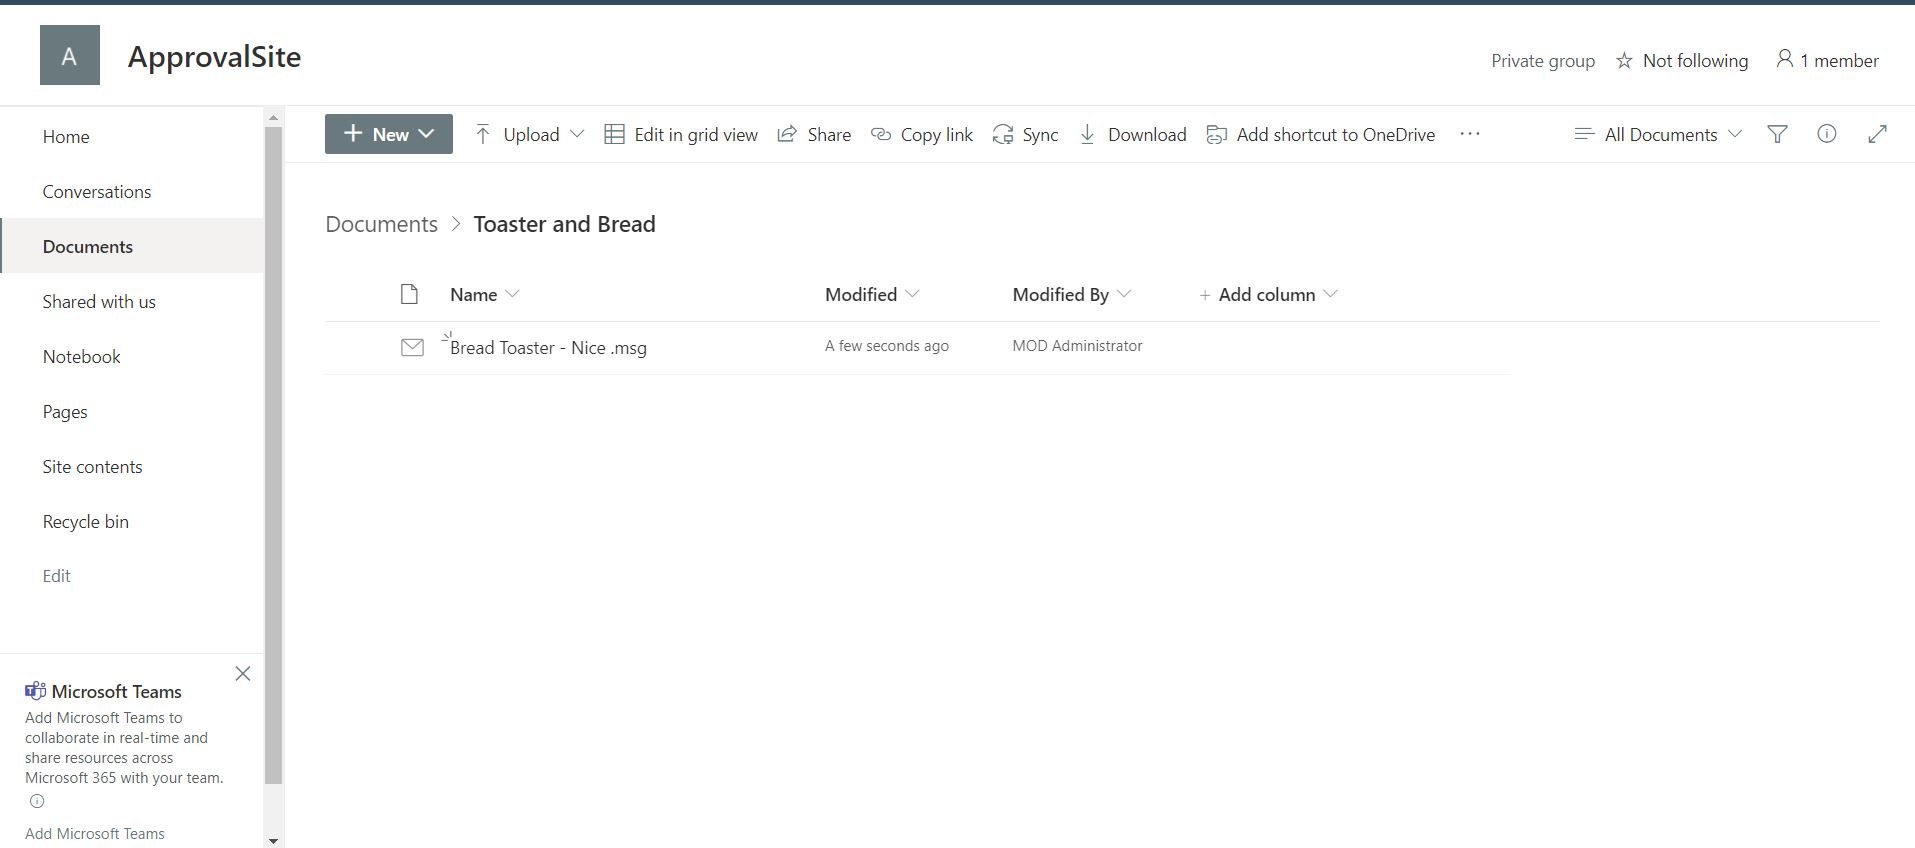 A
ApprovalSite
Private group
Not following
1 member
Home
Conversations
Documents
Shared with us
Notebook
Pages
Site contents
Recycle bin
Edit
Microsoft Teams
Add Microsoft Teams to
collaborate in real-time and
share resources across
Microsoft 365 with your team.
Add Microsoft Teams
New
Upload
Edit in grid view
Share
Copy link
Sync
Download
Add shortcut to OneDrive
All Documents
Documents > Toaster and Bread
Name
Modified
Modified By
+ Add column
Bread Toaster - Nice .msg
A few seconds ago
MOD Administrator